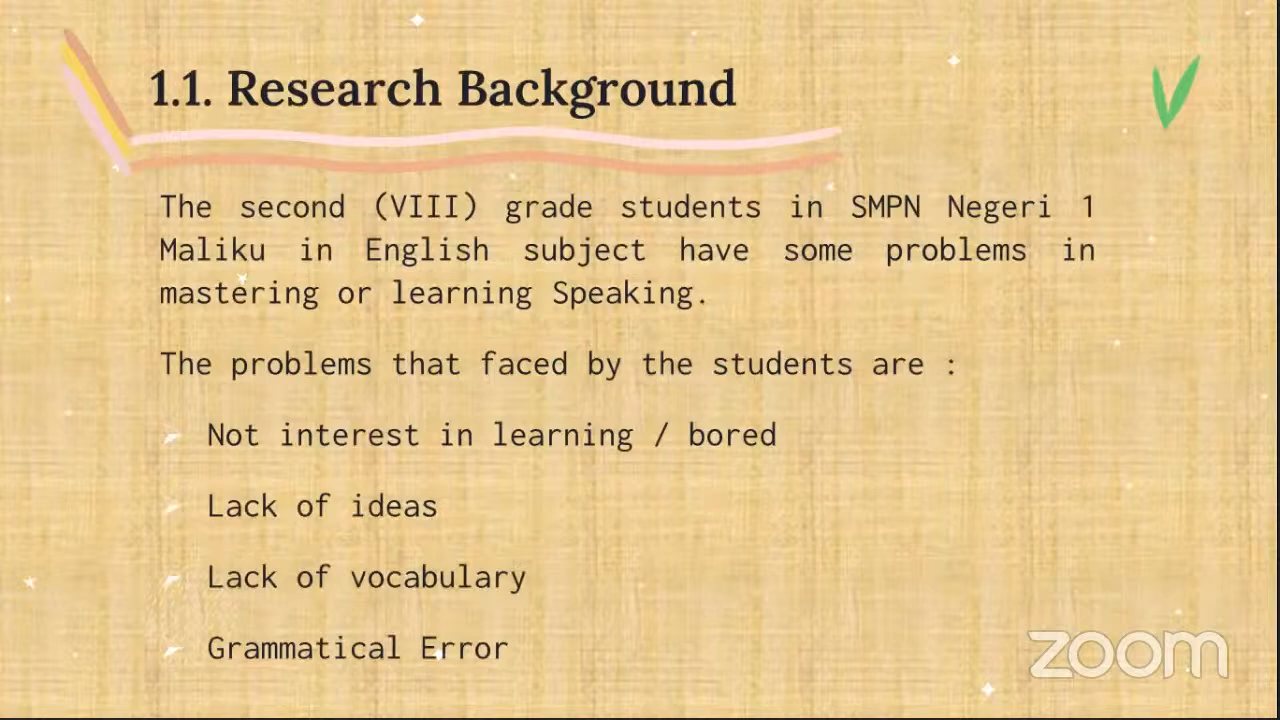 1.1. Research Background
The second (VIII) grade students in SMPN Negeri 1
Maliku in English subject have some problems in
mastering or learning Speaking.
The problems that faced by the students are :
Not interest in learning / bored
Lack of ideas
Lack of vocabulary
Grammatical Error
zoom